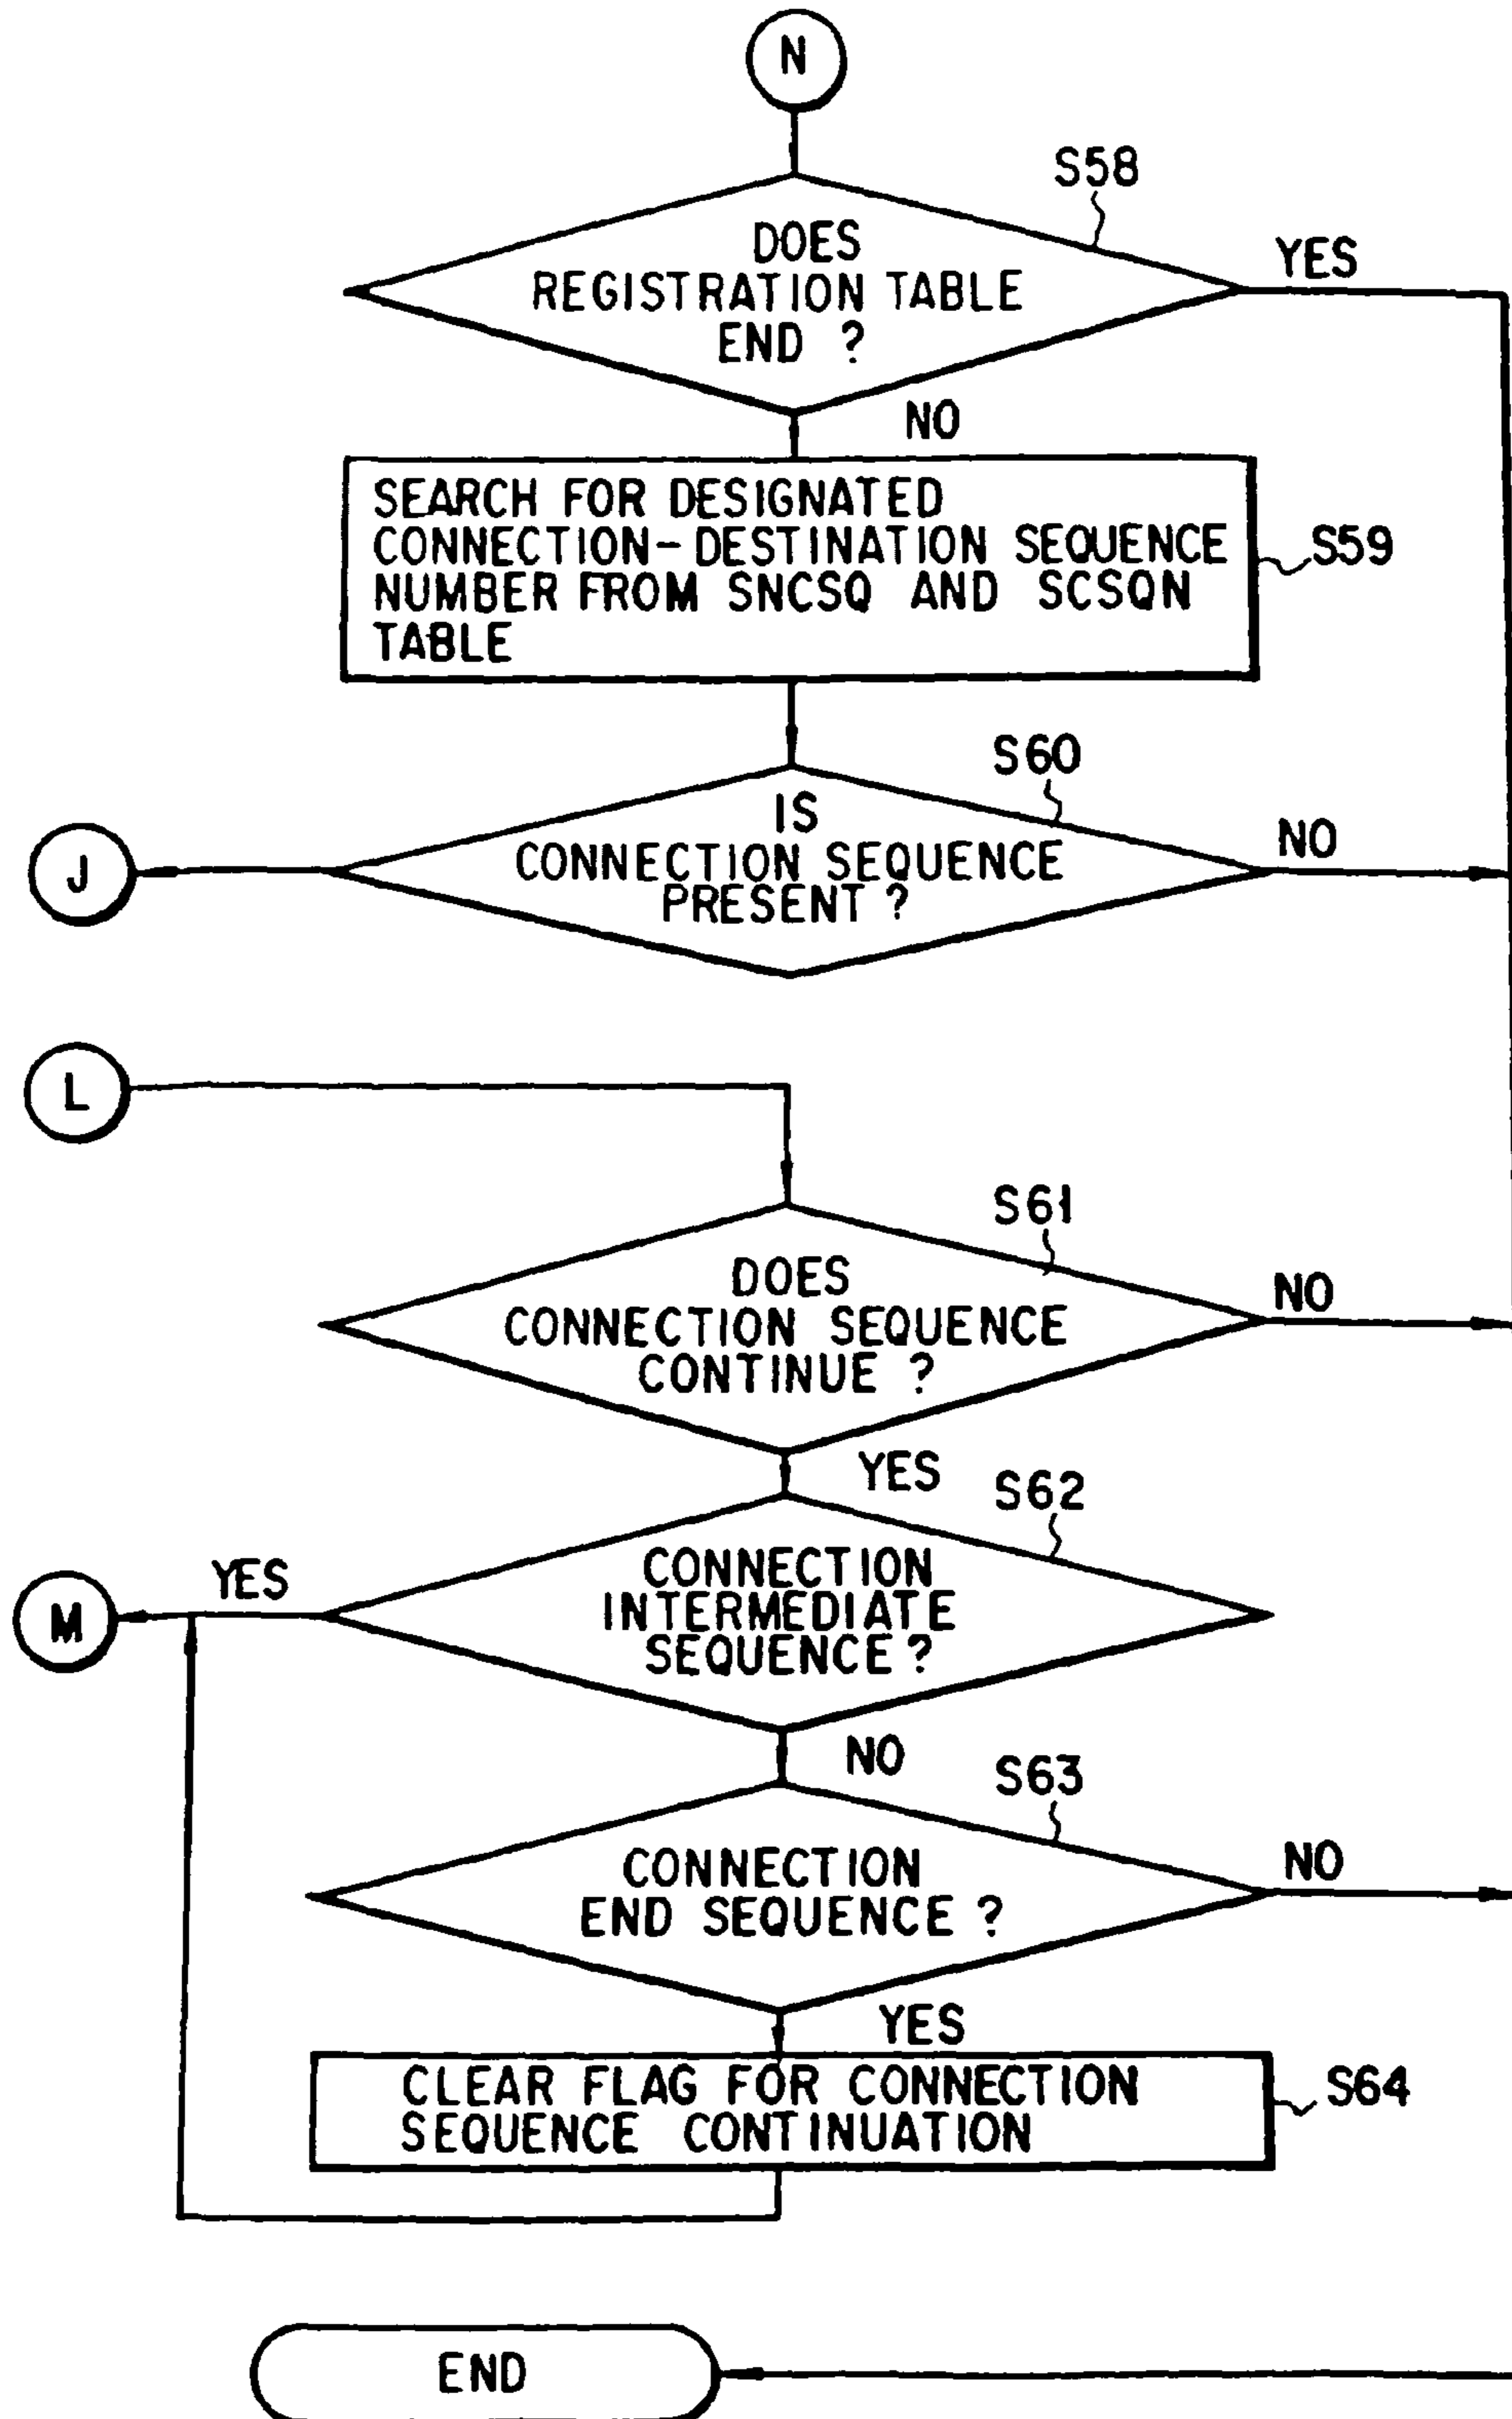 N
S58
DOES
REGISTRATION TABLE
END ?
YES
NO
SEARCH FOR DESIGNATED
CONNECTION-DESTINATION SEQUENCE
NUMBER FROM SNCSQ AND SCSQN
TABLE
S59
S60
IS
CONNECTION SEQUENCE
PRESENT ?
NO
J
L
S61
DOES
CONNECTION SEQUENCE
CONTINUE ?
NO
YES
S62
CONNECTION
INTERMEDIATE
SEQUENCE ?
YES
M
NO
S63
CONNECTION
END SEQUENCE ?
NO
YES
CLEAR FLAG FOR CONNECTION
SEQUENCE CONTINUATION
S64
END